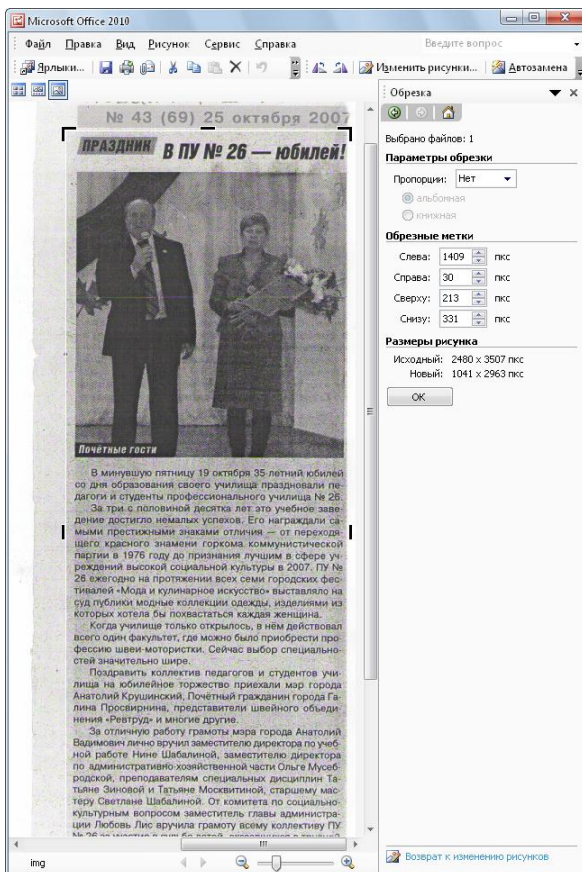 Microsoft Office 2010
Файл Правка Вид Рисунок Сервис Справка
Введите вопрос
Ярлыки... Изменить рисунки... Автозамена
Обрезка
Выбрано файлов: 1
Параметры обрезки
Пропорции: Нет
альбомная
книжная
Обрезные метки
Слева: 1409 пкс
Справа: 30 пкс
Сверху: 213 пкс
Снизу: 331 пкс
Размеры рисунка
Исходный: 2480 x 3507 пкс
Новый: 1041 x 2963 пкс
ОК
№ 43 (69) 25 октября 2007
ПРАЗДНИК В ПУ № 26 — юбилей!
Почётные гости
В минувшую пятницу 19 октября 35-летний юбилей
со дня образования своего училища праздновали пе-
дагоги и студенты профессионального училища № 26.
За три с половиной десятка лет это учебное заве-
дение достигло немалых успехов. Его награждали са-
мыми престижными знаками отличия — от переходя-
щего красного знамени горкома коммунистической
партии в 1976 году до признания лучшим в сфере уч-
реждений высокой социальной культуры в 2007. ПУ №
26 ежегодно на протяжении всех семи городских фес-
тивалей «Мода и кулинарное искусство» выставляло на
суд публики модные коллекции одежды, изделиями из
которых хотела бы похвастаться каждая женщина.
Когда училище только открылось, в нём действовал
всего один факультет, где можно было приобрести про-
фессию швеи-мотористки. Сейчас выбор специально-
стей значительно шире.
Поздравить коллектив педагогов и студентов учи-
лища на юбилейное торжество приехали мэр города
Анатолий Крушинский, Почётный гражданин города Га-
лина Просвирнина, представители швейного объеди-
нения «Ревтруд» и многие другие.
За отличную работу грамоты мэра города Анатолий
Вадимович лично вручил заместителю директора по учеб-
ной работе Нине Шабалиной, заместителю директора
по административно-хозяйственной части Ольге Мусеб-
родской, преподавателям специальных дисциплин Та-
тьяне Зиновой и Татьяне Москвитиной, старшему мас-
теру Светлане Шабалиной. От комитета по социально-
культурным вопросом заместитель главы администра-
ции Любовь Лис вручила грамоту всему коллективу ПУ
№ 26 за участие в
img
Возврат к изменению рисунков